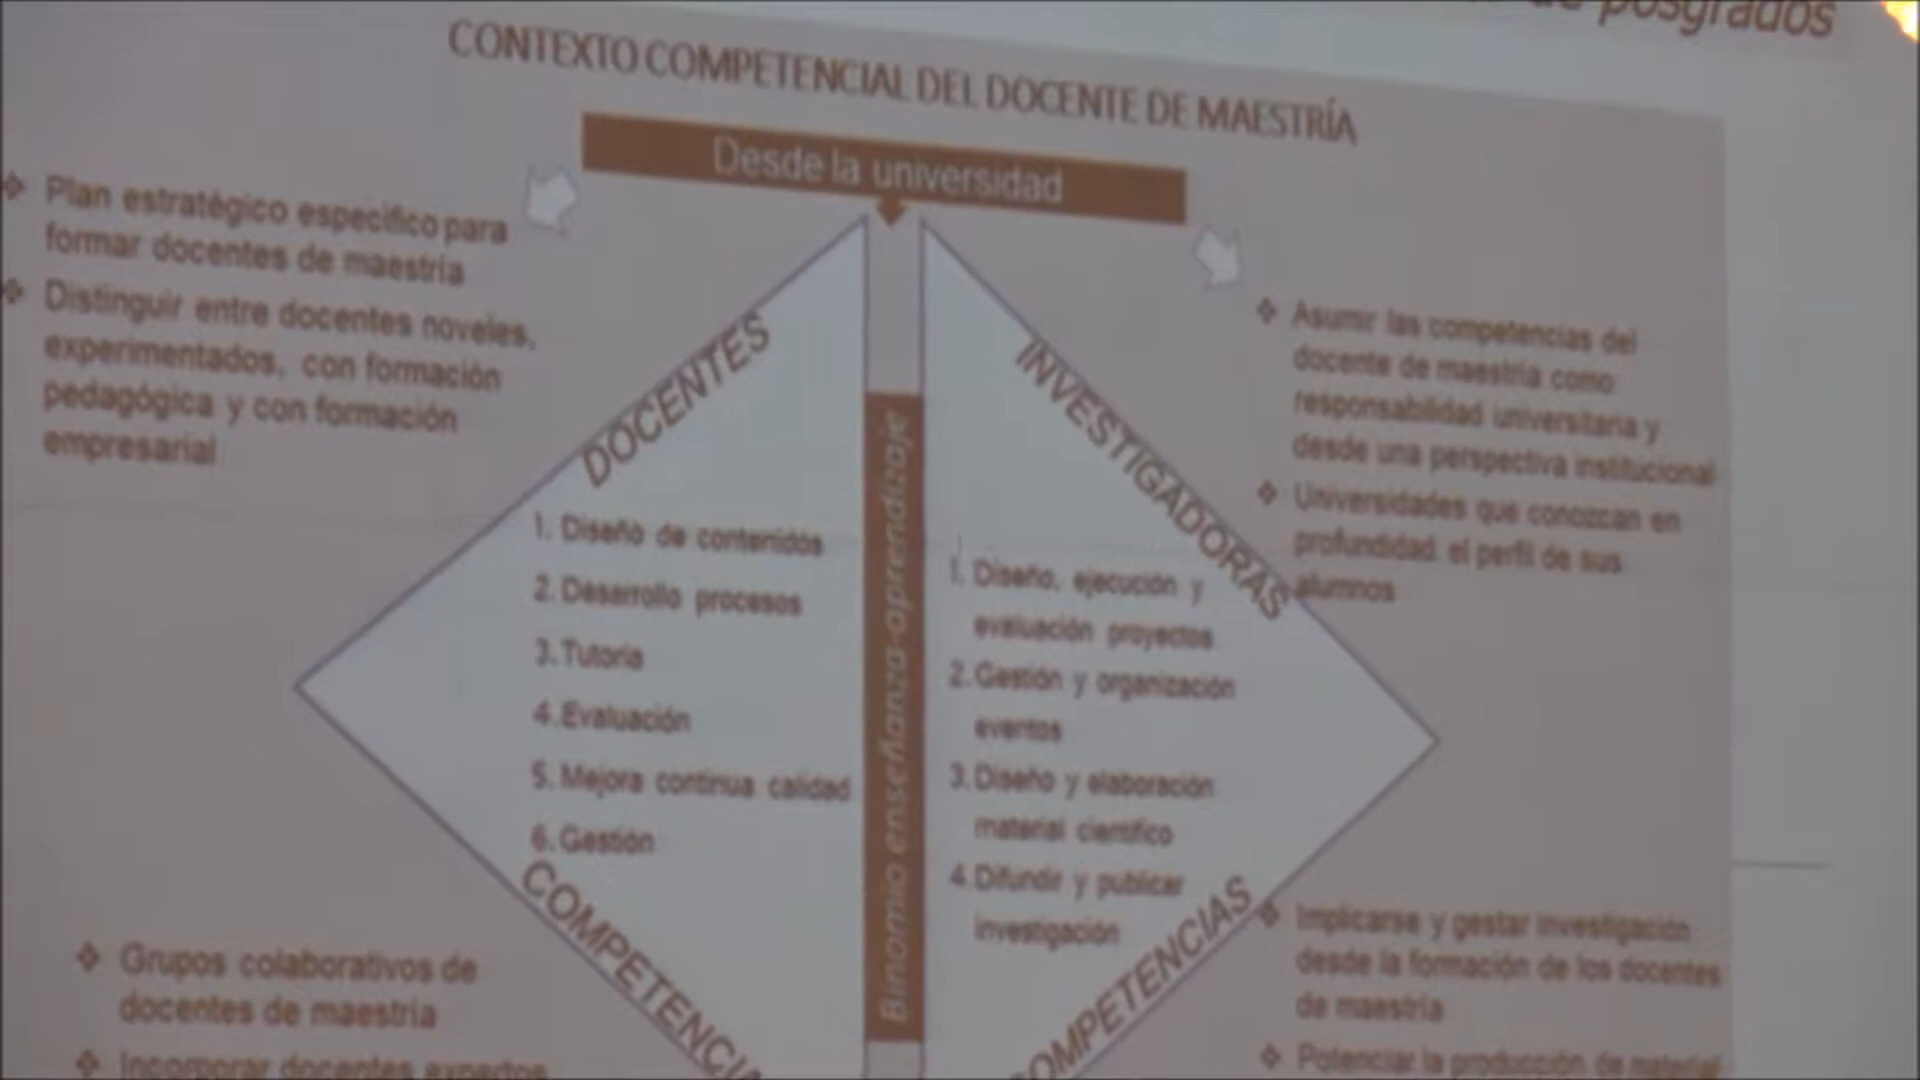 de posgrados
CONTEXTO COMPETENCIAL DEL DOCENTE DE MAESTRÍA
Desde la universidad
❖ Plan estratégico específico para
formar docentes de maestría
❖ Distinguir entre docentes noveles,
experimentados, con formación
pedagógica y con formación
empresarial
❖ Asumir las competencias del
docente de maestría como
responsabilidad universitaria y
desde una perspectiva institucional
❖ Universidades que conozcan en
profundidad el perfil de sus
alumnos
DOCENTES
1. Diseño de contenidos
2. Desarrollo procesos
3. Tutoría
4. Evaluación
5. Mejora continua calidad
6. Gestión
COMPETENCIA
Binomio enseñanza-aprendizaje
INVESTIGADORAS
1. Diseño, ejecución y
evaluación proyectos
2. Gestión y organización
eventos
3. Diseño y elaboración
material científico
4. Difundir y publicar
investigación
OMPETENCIAS
❖ Grupos colaborativos de
docentes de maestría
❖ Incorporar docentes expertos
❖ Implicarse y gestar investigación
desde la formación de los docentes
de maestría
❖ Potenciar la producción de material